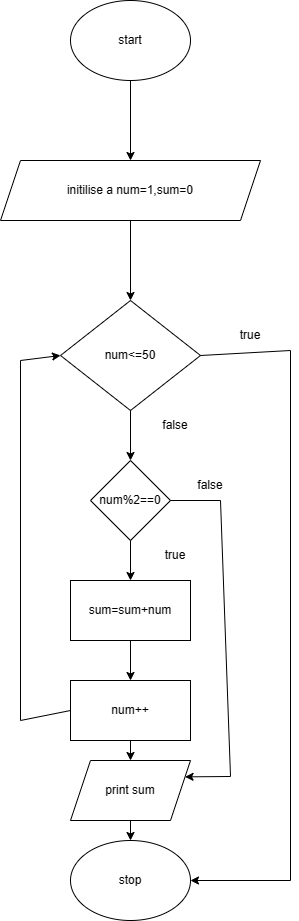 start
initilise a num=1,sum=0
num<=50
true
false
num%2==0
false
true
sum=sum+num
num++
print sum
stop